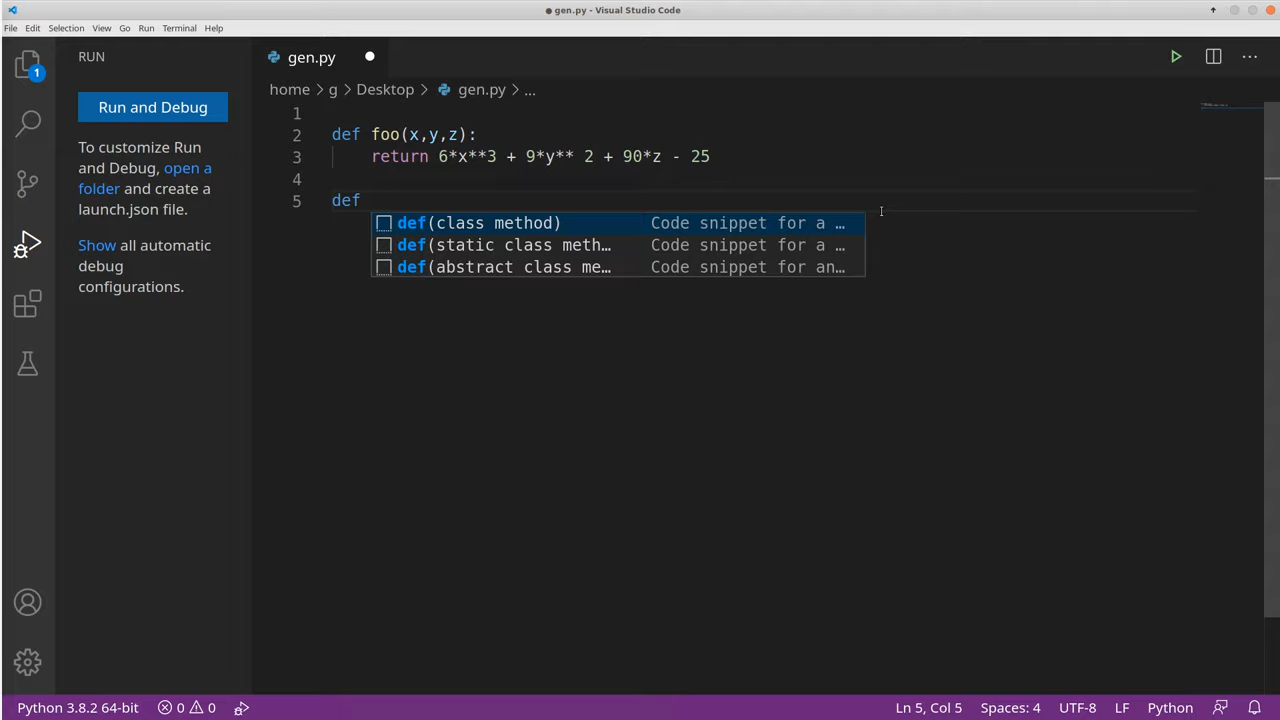 ● gen.py - Visual Studio Code
File Edit Selection View Go Run Terminal Help
1
RUN
Run and Debug
To customize Run
and Debug, open a
folder and create a
launch.json file.
Show all automatic
debug
configurations.
gen.py
home > g > Desktop > gen.py > ...
1
2 def foo(x,y,z):
3 return 6*x**3 + 9*y** 2 + 90*z - 25
4
5 def
def(class method) Code snippet for a …
def(static class meth… Code snippet for a …
def(abstract class me… Code snippet for an…
Python 3.8.2 64-bit 0 0 Ln 5, Col 5 Spaces: 4 UTF-8 LF Python